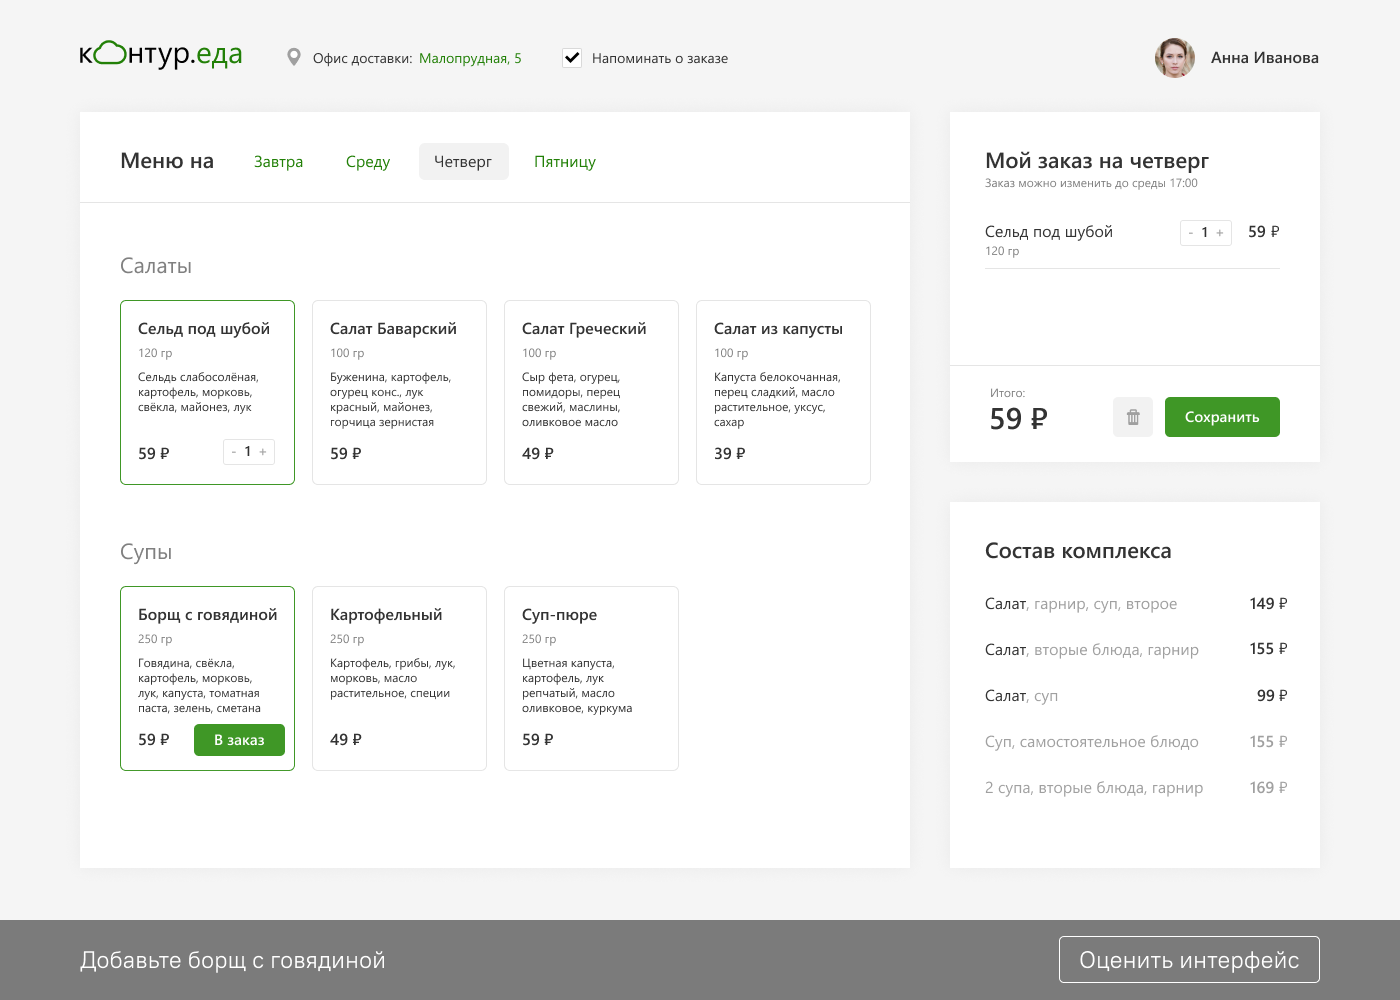 контур.еда
Офис доставки: Малопрудная, 5
Напоминать о заказе
Анна Иванова
Меню на
Завтра
Среду
Четверг
Пятницу
Салаты
Сельд под шубой
120 гр
Сельдь слабосолёная,
картофель, морковь,
свёкла, майонез, лук
59 ₽
- 1 +
Салат Баварский
100 гр
Буженина, картофель,
огурец конс., лук
красный, майонез,
горчица зернистая
59 ₽
Салат Греческий
100 гр
Сыр фета, огурец,
помидоры, перец
свежий, маслины,
оливковое масло
49 ₽
Салат из капусты
100 гр
Капуста белокочанная,
перец сладкий, масло
растительное, уксус,
сахар
39 ₽
Супы
Борщ с говядиной
250 гр
Говядина, свёкла,
картофель, морковь,
лук, капуста, томатная
паста, зелень, сметана
59 ₽
В заказ
Картофельный
250 гр
Картофель, грибы, лук,
морковь, масло
растительное, специи
49 ₽
Суп-пюре
250 гр
Цветная капуста,
картофель, лук
репчатый, масло
оливковое, куркума
59 ₽
Мой заказ на четверг
Заказ можно изменить до среды 17:00
Сельд под шубой
120 гр
- 1 +
59 ₽
Итого:
59 ₽
Сохранить
Состав комплекса
Салат, гарнир, суп, второе 149 ₽
Салат, вторые блюда, гарнир 155 ₽
Салат, суп 99 ₽
Суп, самостоятельное блюдо 155 ₽
2 супа, вторые блюда, гарнир 169 ₽
Добавьте борщ с говядиной
Оценить интерфейс